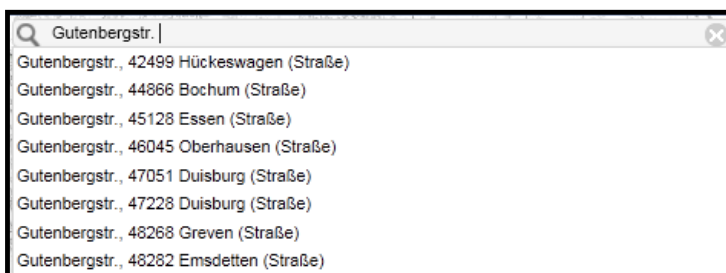 Gutenbergstr.
Gutenbergstr., 42499 Hückeswagen (Straße)
Gutenbergstr., 44866 Bochum (Straße)
Gutenbergstr., 45128 Essen (Straße)
Gutenbergstr., 46045 Oberhausen (Straße)
Gutenbergstr., 47051 Duisburg (Straße)
Gutenbergstr., 47228 Duisburg (Straße)
Gutenbergstr., 48268 Greven (Straße)
Gutenbergstr., 48282 Emsdetten (Straße)